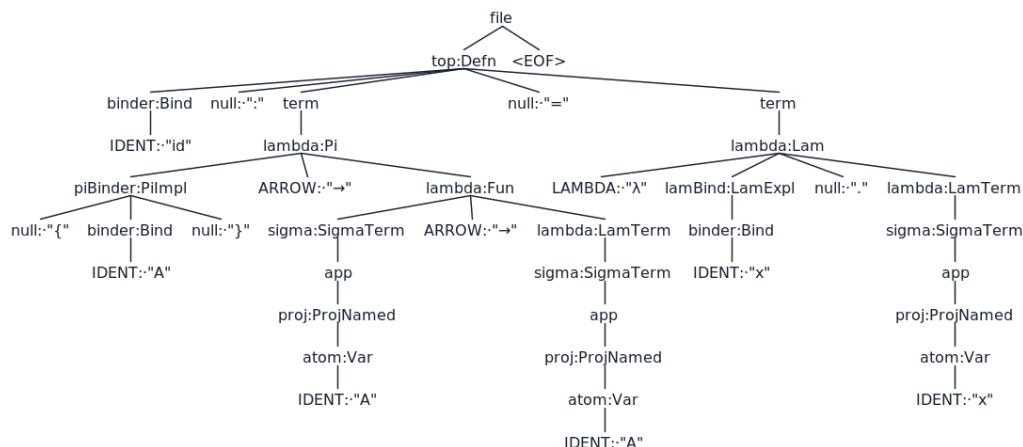 file
top:Defn <EOF>
binder:Bind null:·":" term null:·"=" term
IDENT:·"id" lambda:Pi lambda:Lam
piBinder:PiImpl ARROW:·"→" lambda:Fun LAMBDA:·"λ" lamBind:LamExpl null:·"." lambda:LamTerm
null:·"{" binder:Bind null:·"}" sigma:SigmaTerm ARROW:·"→" lambda:LamTerm binder:Bind sigma:SigmaTerm
IDENT:·"A" app sigma:SigmaTerm IDENT:·"x" app
proj:ProjNamed app proj:ProjNamed
atom:Var proj:ProjNamed atom:Var
IDENT:·"A" atom:Var IDENT:·"x"
IDENT:·"A"